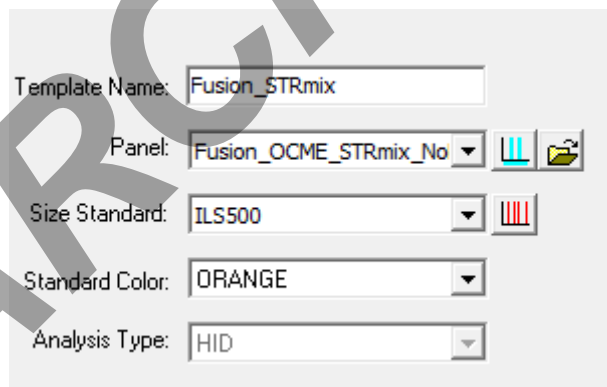 Template Name: Fusion_STRmix
Panel: Fusion_OCME_STRmix_No
Size Standard: ILS500
Standard Color: ORANGE
Analysis Type: HID